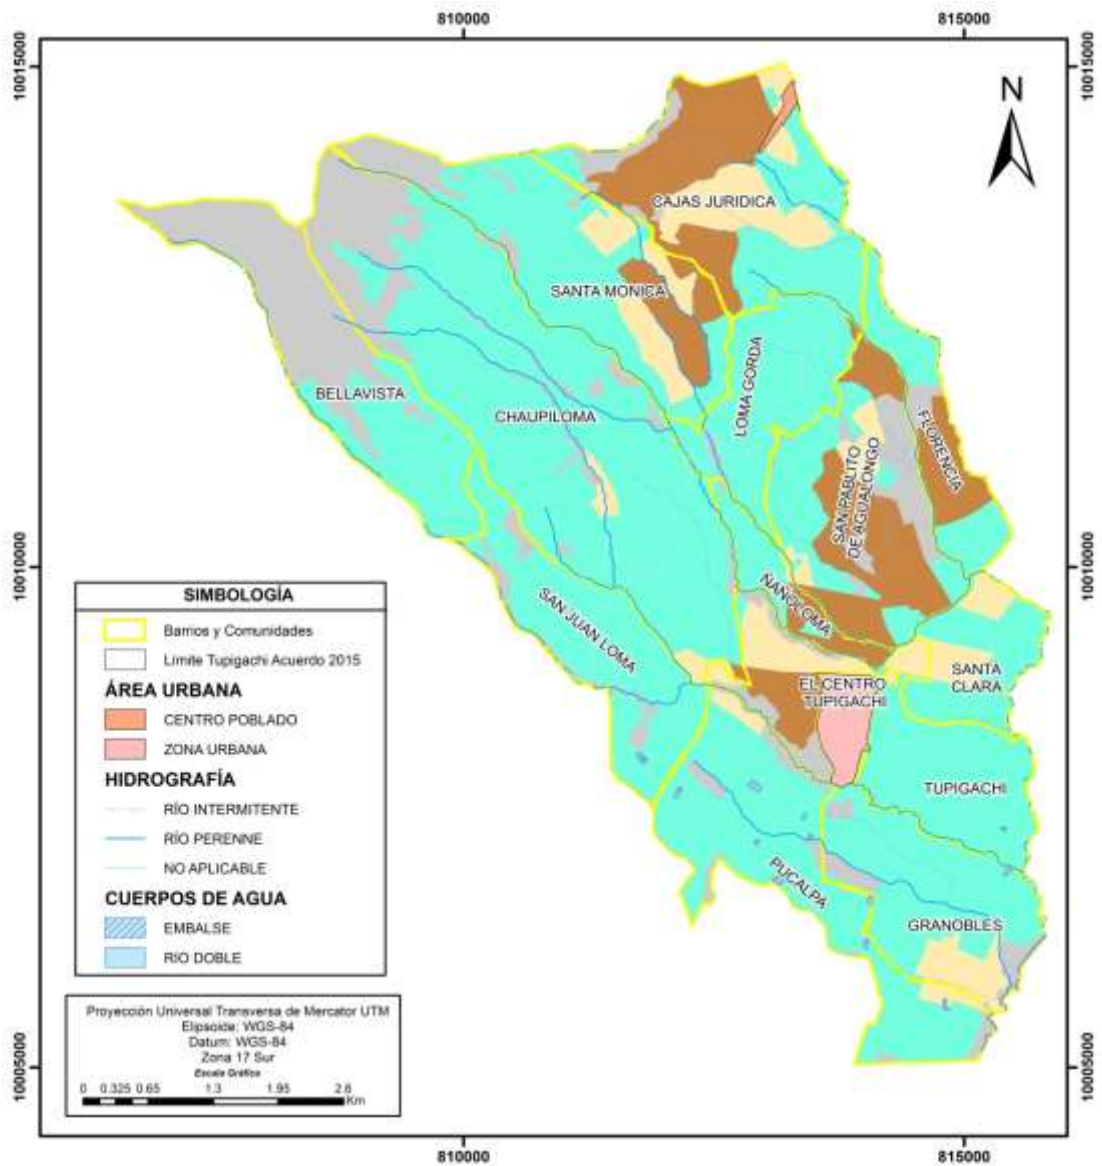 810000
815000
10015000
10015000
N
CAJAS JURIDICA
SANTA MONICA
LOMA GORDA
BELLAVISTA
CHAUPILOMA
FLORENCIA
SAN PABLITO
DE AGUALONGO
10010000
10010000
ÑAÑOLOMA
SAN JUAN LOMA
SANTA
CLARA
EL CENTRO
TUPIGACHI
TUPIGACHI
PUCALPA
GRANOBLES
SIMBOLOGÍA
Barrios y Comunidades
Límite Tupigachi Acuerdo 2015
ÁREA URBANA
CENTRO POBLADO
ZONA URBANA
HIDROGRAFÍA
RÍO INTERMITENTE
RÍO PERENNE
NO APLICABLE
CUERPOS DE AGUA
EMBALSE
RIO DOBLE
Proyección Universal Transversa de Mercator UTM
Elipsoide: WGS-84
Datum: WGS-84
Zona 17 Sur
Escala Gráfica
0 0.325 0.65 1.3 1.95 2.6
Km
10005000
10005000
810000
815000